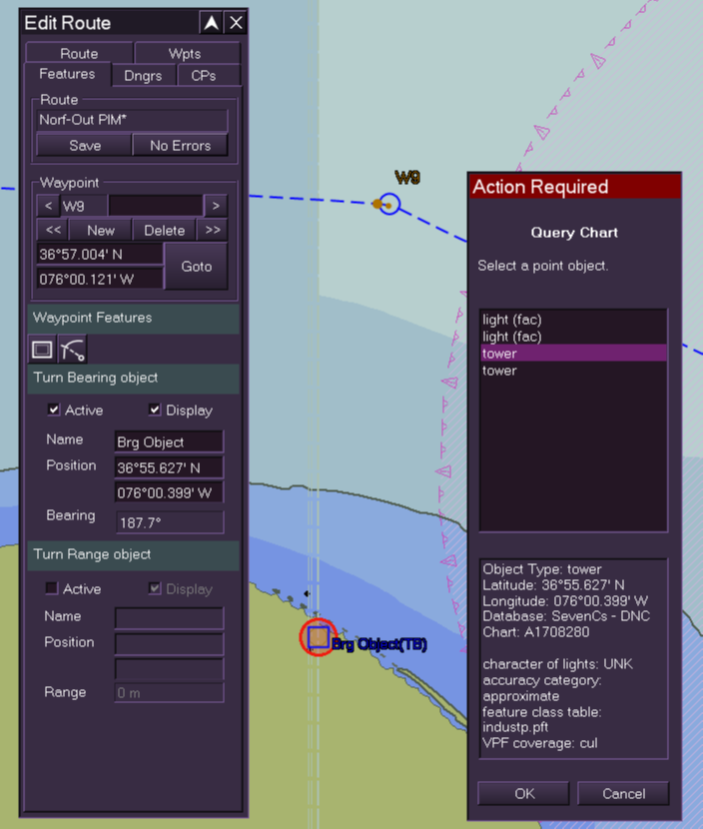 Edit Route
Route Wpts
Features Dngrs CPs
Route
Norf-Out PIM*
Save No Errors
Waypoint
< W9 >
<< New Delete >>
36°57.004' N
076°00.121' W
Goto
Waypoint Features
Turn Bearing object
Active Display
Name Brg Object
Position 36°55.627' N
076°00.399' W
Bearing 187.7°
Turn Range object
Active Display
Name
Position
Range 0 m
W9
Brg Object(TB)
Action Required
Query Chart
Select a point object.
light (fac)
light (fac)
tower
tower
Object Type: tower
Latitude: 36°55.627' N
Longitude: 076°00.399' W
Database: SevenCs - DNC
Chart: A1708280
character of lights: UNK
accuracy category:
approximate
feature class table:
industp.pft
VPF coverage: cul
OK Cancel